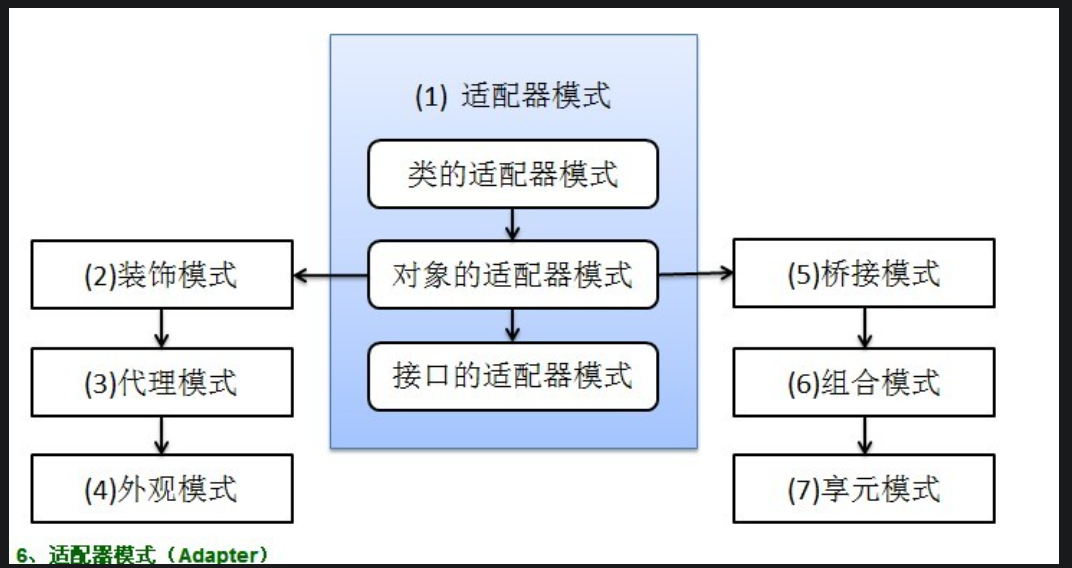 (1) 适配器模式
类的适配器模式
对象的适配器模式
接口的适配器模式
(2)装饰模式
(3)代理模式
(4)外观模式
(5)桥接模式
(6)组合模式
(7)享元模式
6、适配器模式（Adapter）